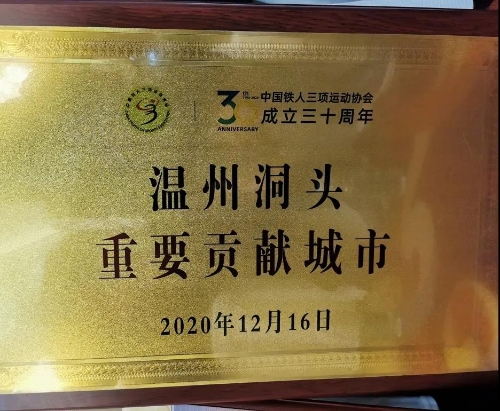 中国铁人三项运动协会
成立三十周年
ANNIVERSARY
温州洞头
重要贡献城市
2020年12月16日